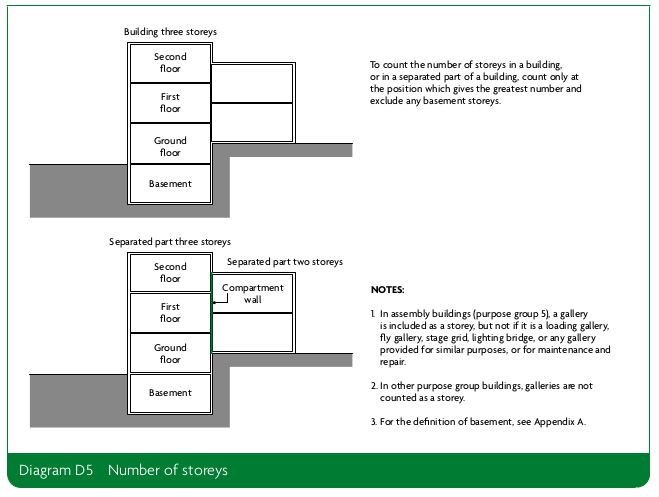 Building three storeys
Second
floor
First
floor
Ground
floor
Basement
To count the number of storeys in a building,
or in a separated part of a building, count only at
the position which gives the greatest number and
exclude any basement storeys.
Separated part three storeys
Separated part two storeys
Second
floor
Compartment
wall
First
floor
Ground
floor
Basement
NOTES:
1. In assembly buildings (purpose group 5), a gallery
is included as a storey, but not if it is a loading gallery,
fly gallery, stage grid, lighting bridge, or any gallery
provided for similar purposes, or for maintenance and
repair.
2. In other purpose group buildings, galleries are not
counted as a storey.
3. For the definition of basement, see Appendix A.
Diagram D5 Number of storeys